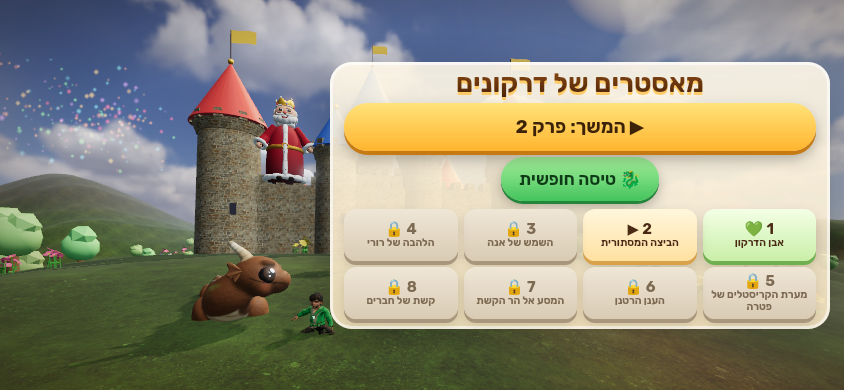 מאסטרים של דרקונים
▶ המשך: פרק 2
🐉 טיסה חופשית
1 💚
אבן הדרקון
2 ▶
הביצה המסתורית
3 🔒
השמש של אנה
4 🔒
הלהבה של רורי
5 🔒
מערת הקריסטלים של
פטרה
6 🔒
הענן הרטנן
7 🔒
המסע אל הר הקשת
8 🔒
קשת של חברים